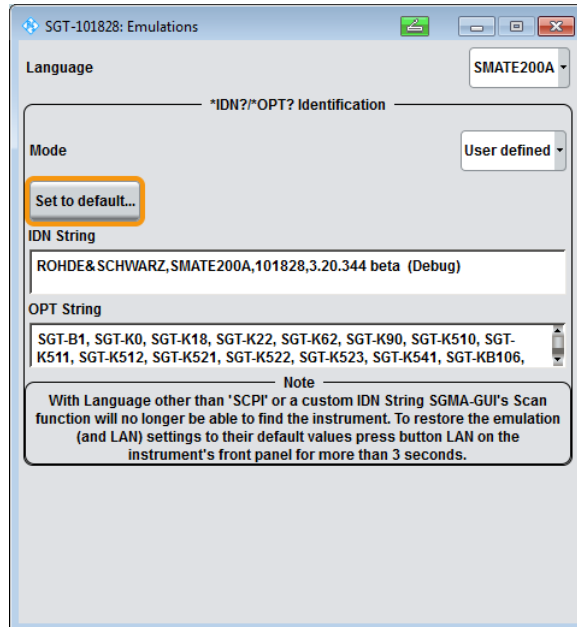 SGT-101828: Emulations
Language
SMATE200A
*IDN?/*OPT? Identification
Mode
User defined
Set to default...
IDN String
ROHDE&SCHWARZ,SMATE200A,101828,3.20.344 beta (Debug)
OPT String
SGT-B1, SGT-K0, SGT-K18, SGT-K22, SGT-K62, SGT-K90, SGT-K510, SGT-
K511, SGT-K512, SGT-K521, SGT-K522, SGT-K523, SGT-K541, SGT-KB106,
Note
With Language other than 'SCPI' or a custom IDN String SGMA-GUI's Scan
function will no longer be able to find the instrument. To restore the emulation
(and LAN) settings to their default values press button LAN on the
instrument's front panel for more than 3 seconds.